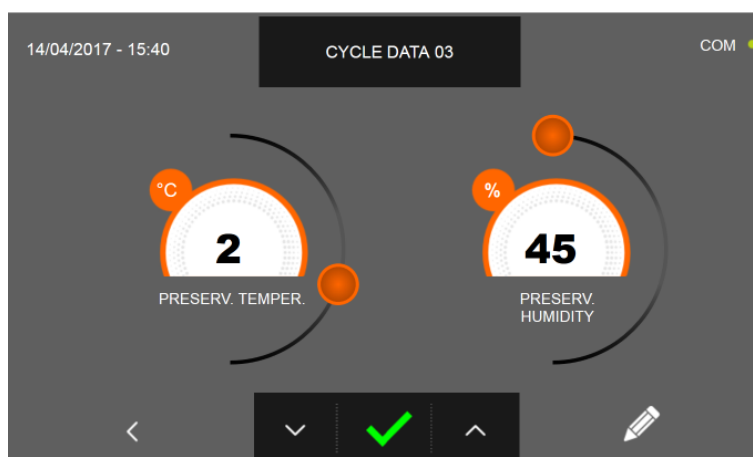 14/04/2017 - 15:40
CYCLE DATA 03
COM
°C
2
PRESERV. TEMPER.
%
45
PRESERV.
HUMIDITY